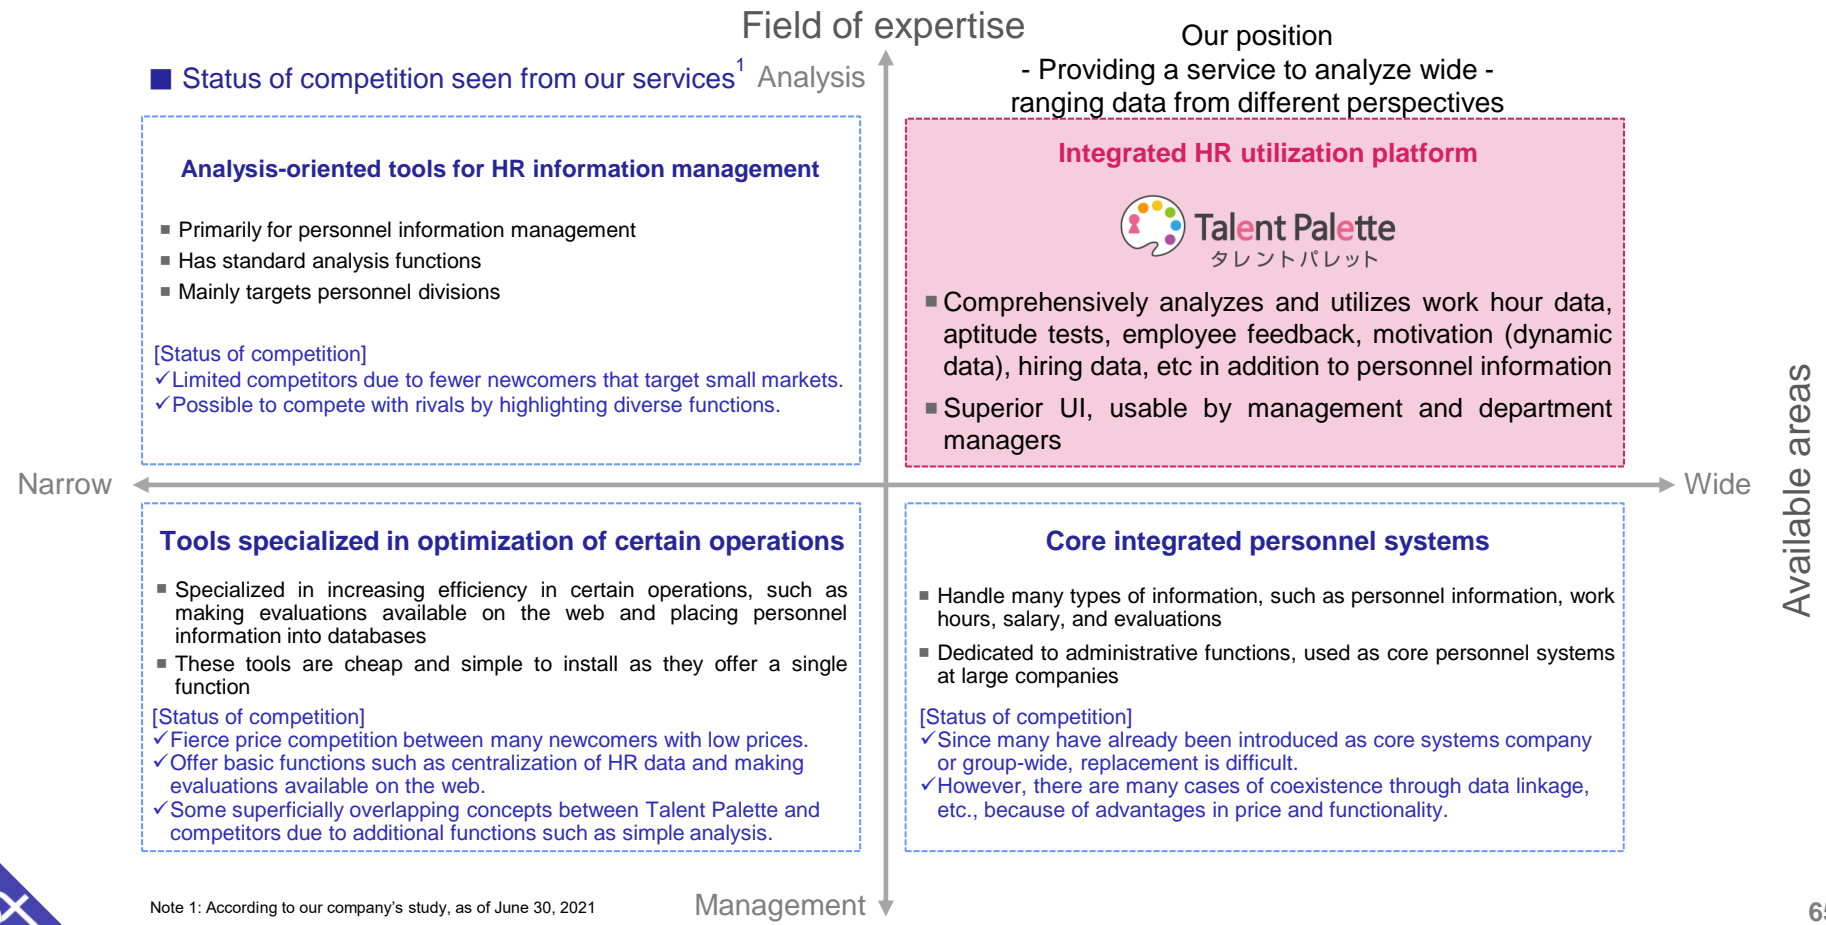 Field of expertise
Our position
- Providing a service to analyze wide -
ranging data from different perspectives
■ Status of competition seen from our services1
Analysis
Analysis-oriented tools for HR information management
■ Primarily for personnel information management
■ Has standard analysis functions
■ Mainly targets personnel divisions
[Status of competition]
✓Limited competitors due to fewer newcomers that target small markets.
✓Possible to compete with rivals by highlighting diverse functions.
Integrated HR utilization platform
Talent Palette
タレントパレット
■ Comprehensively analyzes and utilizes work hour data,
aptitude tests, employee feedback, motivation (dynamic
data), hiring data, etc in addition to personnel information
■ Superior UI, usable by management and department
managers
Narrow
Wide
Available areas
Tools specialized in optimization of certain operations
■ Specialized in increasing efficiency in certain operations, such as
making evaluations available on the web and placing personnel
information into databases
■ These tools are cheap and simple to install as they offer a single
function
[Status of competition]
✓Fierce price competition between many newcomers with low prices.
✓Offer basic functions such as centralization of HR data and making
evaluations available on the web.
✓Some superficially overlapping concepts between Talent Palette and
competitors due to additional functions such as simple analysis.
Core integrated personnel systems
■ Handle many types of information, such as personnel information, work
hours, salary, and evaluations
■ Dedicated to administrative functions, used as core personnel systems
at large companies
[Status of competition]
✓Since many have already been introduced as core systems company
or group-wide, replacement is difficult.
✓However, there are many cases of coexistence through data linkage,
etc., because of advantages in price and functionality.
Management
Note 1: According to our company's study, as of June 30, 2021